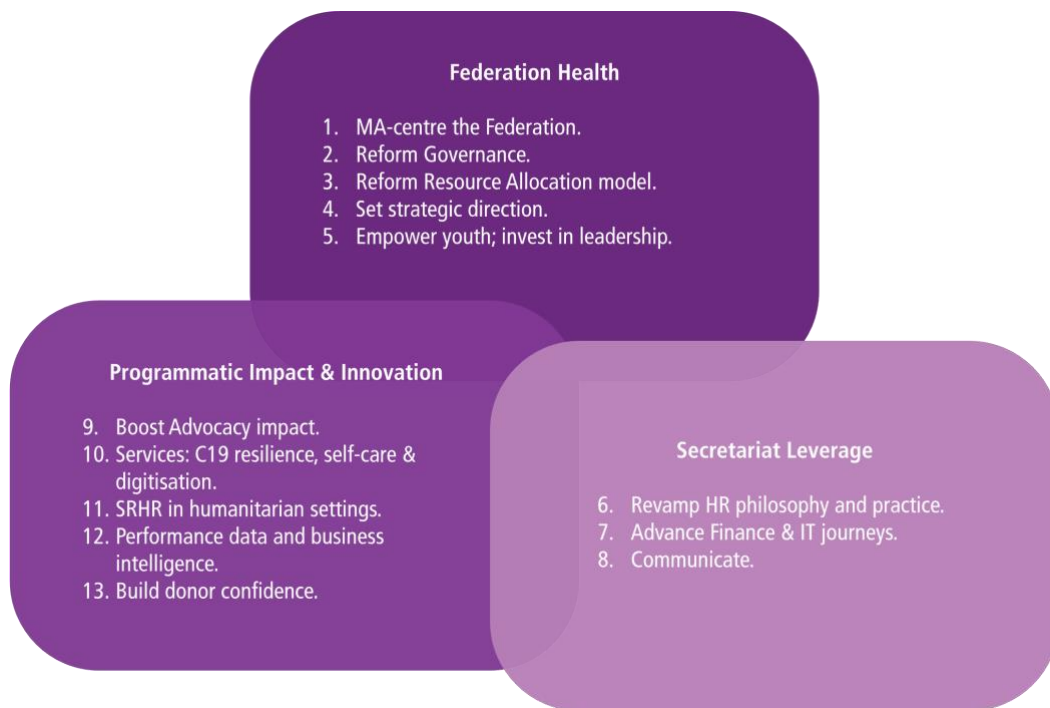 Federation Health
1. MA-centre the Federation.
2. Reform Governance.
3. Reform Resource Allocation model.
4. Set strategic direction.
5. Empower youth; invest in leadership.
Programmatic Impact & Innovation
9. Boost Advocacy impact.
10. Services: C19 resilience, self-care &
digitisation.
11. SRHR in humanitarian settings.
12. Performance data and business
intelligence.
13. Build donor confidence.
Secretariat Leverage
6. Revamp HR philosophy and practice.
7. Advance Finance & IT journeys.
8. Communicate.